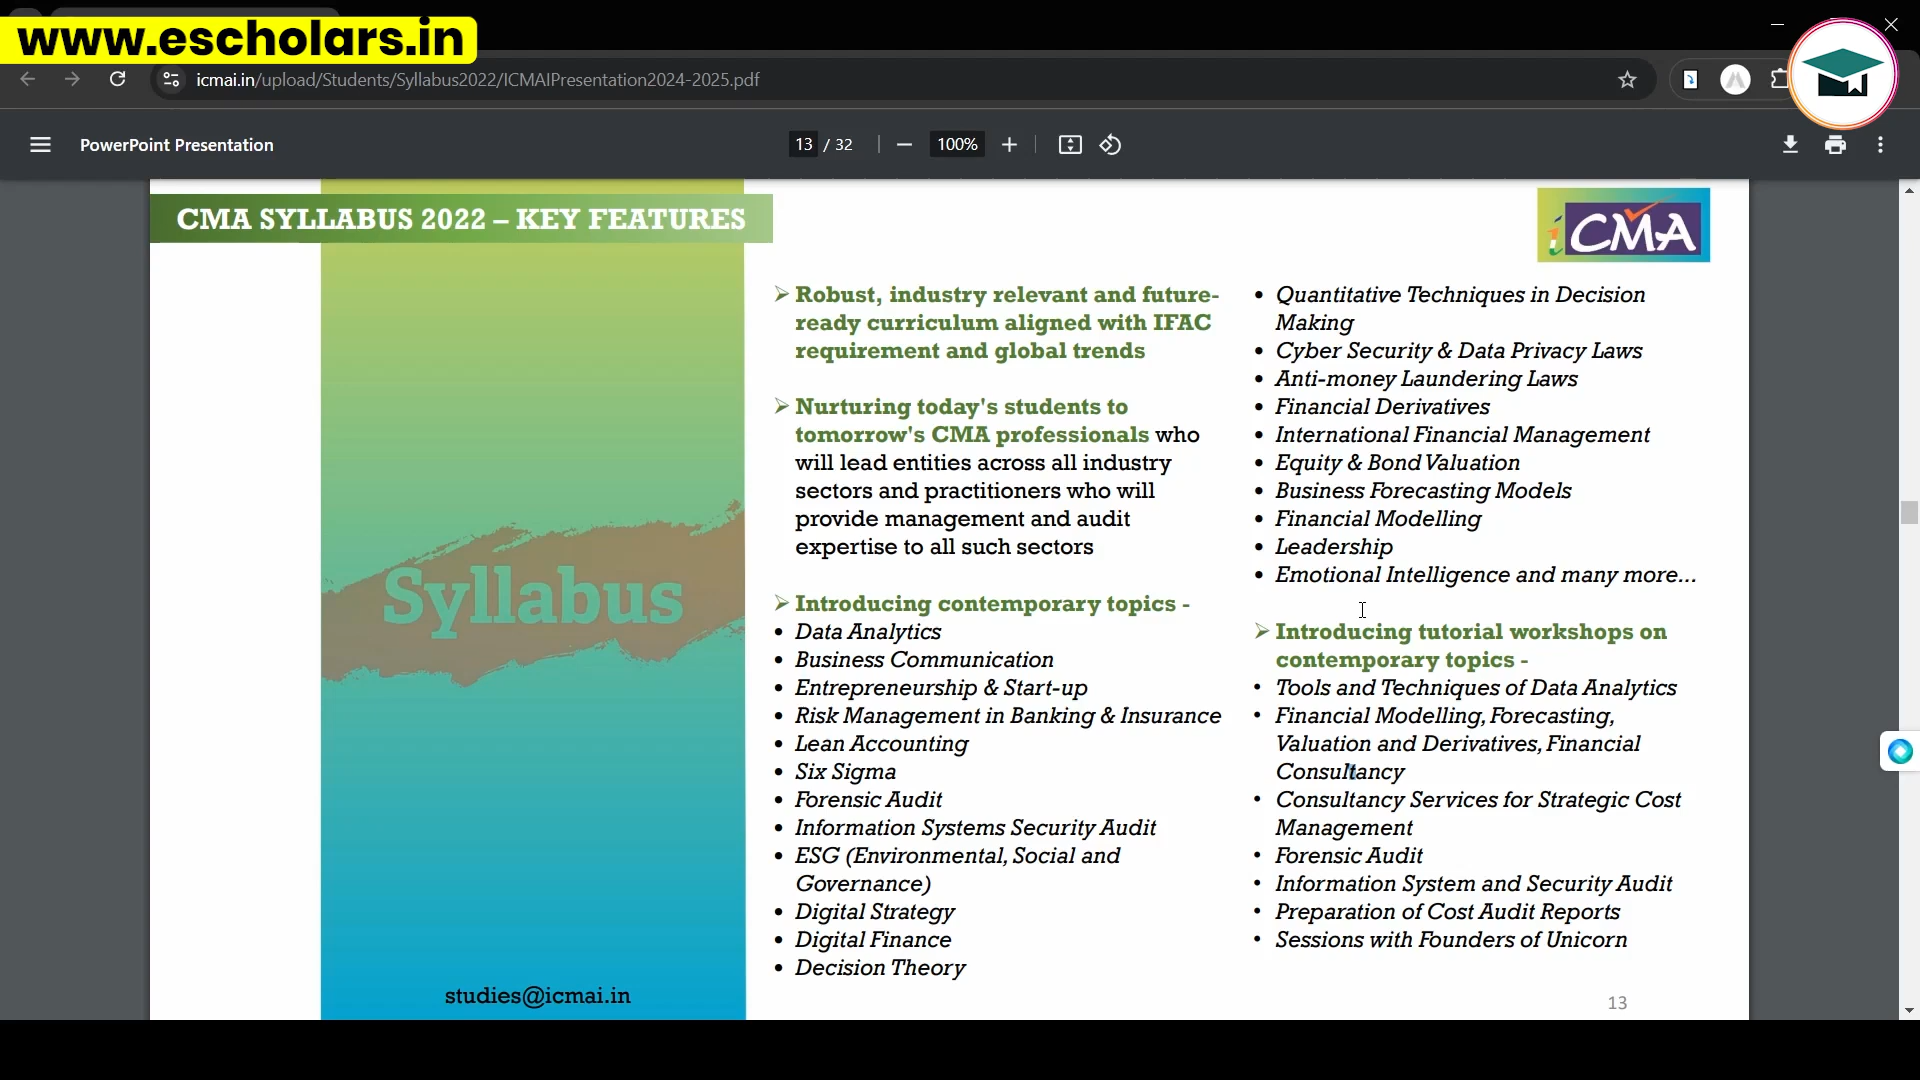 www.escholars.in
icmai.in/upload/Students/Syllabus2022/ICMAIPresentation2024-2025.pdf
PowerPoint Presentation
13 / 32
100%
CMA SYLLABUS 2022 – KEY FEATURES
iCMA
Syllabus
studies@icmai.in
➢ Robust, industry relevant and future-
ready curriculum aligned with IFAC
requirement and global trends
➢ Nurturing today's students to
tomorrow's CMA professionals who
will lead entities across all industry
sectors and practitioners who will
provide management and audit
expertise to all such sectors
➢ Introducing contemporary topics -
• Data Analytics
• Business Communication
• Entrepreneurship & Start-up
• Risk Management in Banking & Insurance
• Lean Accounting
• Six Sigma
• Forensic Audit
• Information Systems Security Audit
• ESG (Environmental, Social and
Governance)
• Digital Strategy
• Digital Finance
• Decision Theory
• Quantitative Techniques in Decision
Making
• Cyber Security & Data Privacy Laws
• Anti-money Laundering Laws
• Financial Derivatives
• International Financial Management
• Equity & Bond Valuation
• Business Forecasting Models
• Financial Modelling
• Leadership
• Emotional Intelligence and many more...
➢ Introducing tutorial workshops on
contemporary topics -
• Tools and Techniques of Data Analytics
• Financial Modelling, Forecasting,
Valuation and Derivatives, Financial
Consultancy
• Consultancy Services for Strategic Cost
Management
• Forensic Audit
• Information System and Security Audit
• Preparation of Cost Audit Reports
• Sessions with Founders of Unicorn
13